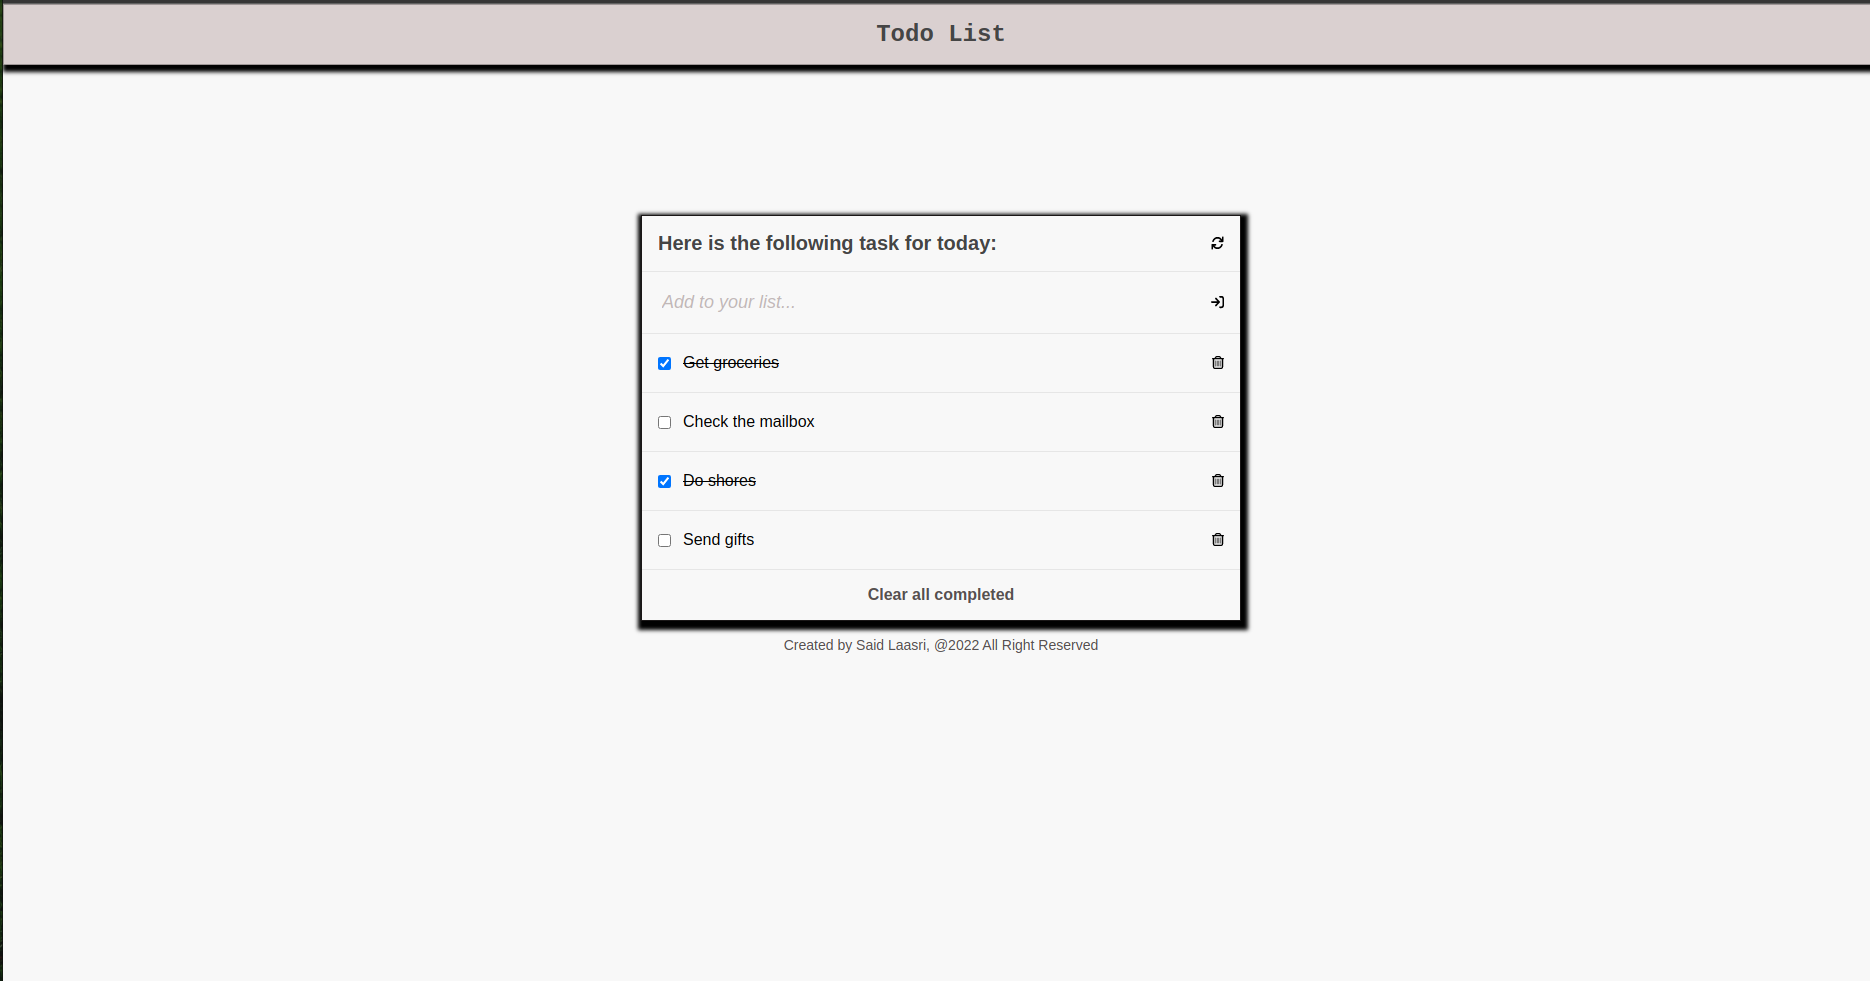 Todo List
Here is the following task for today:
Add to your list...
Get groceries
Check the mailbox
Do shores
Send gifts
Clear all completed
Created by Said Laasri, @2022 All Right Reserved